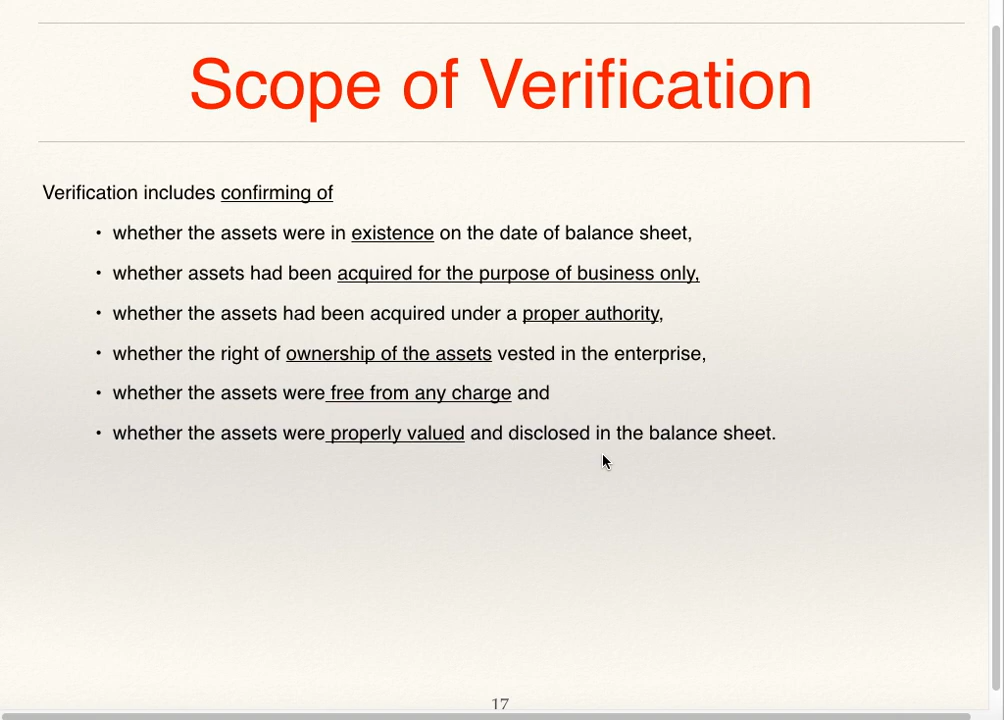 Scope of Verification
Verification includes confirming of
• whether the assets were in existence on the date of balance sheet,
• whether assets had been acquired for the purpose of business only,
• whether the assets had been acquired under a proper authority,
• whether the right of ownership of the assets vested in the enterprise,
• whether the assets were free from any charge and
• whether the assets were properly valued and disclosed in the balance sheet.
17